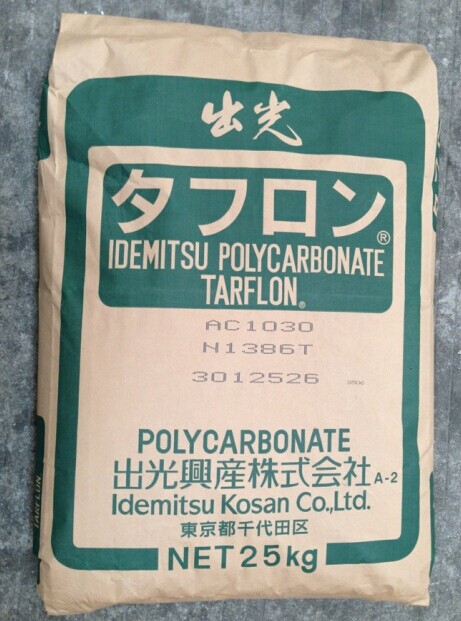 出光
タフロン®
IDEMITSU POLYCARBONATE
TARFLON®
AC1030
N1386T
3012526
POLYCARBONATE
出光興産株式会社 A-2
Idemitsu Kosan Co.,Ltd.
東京都千代田区
NET 25kg
TARFLON